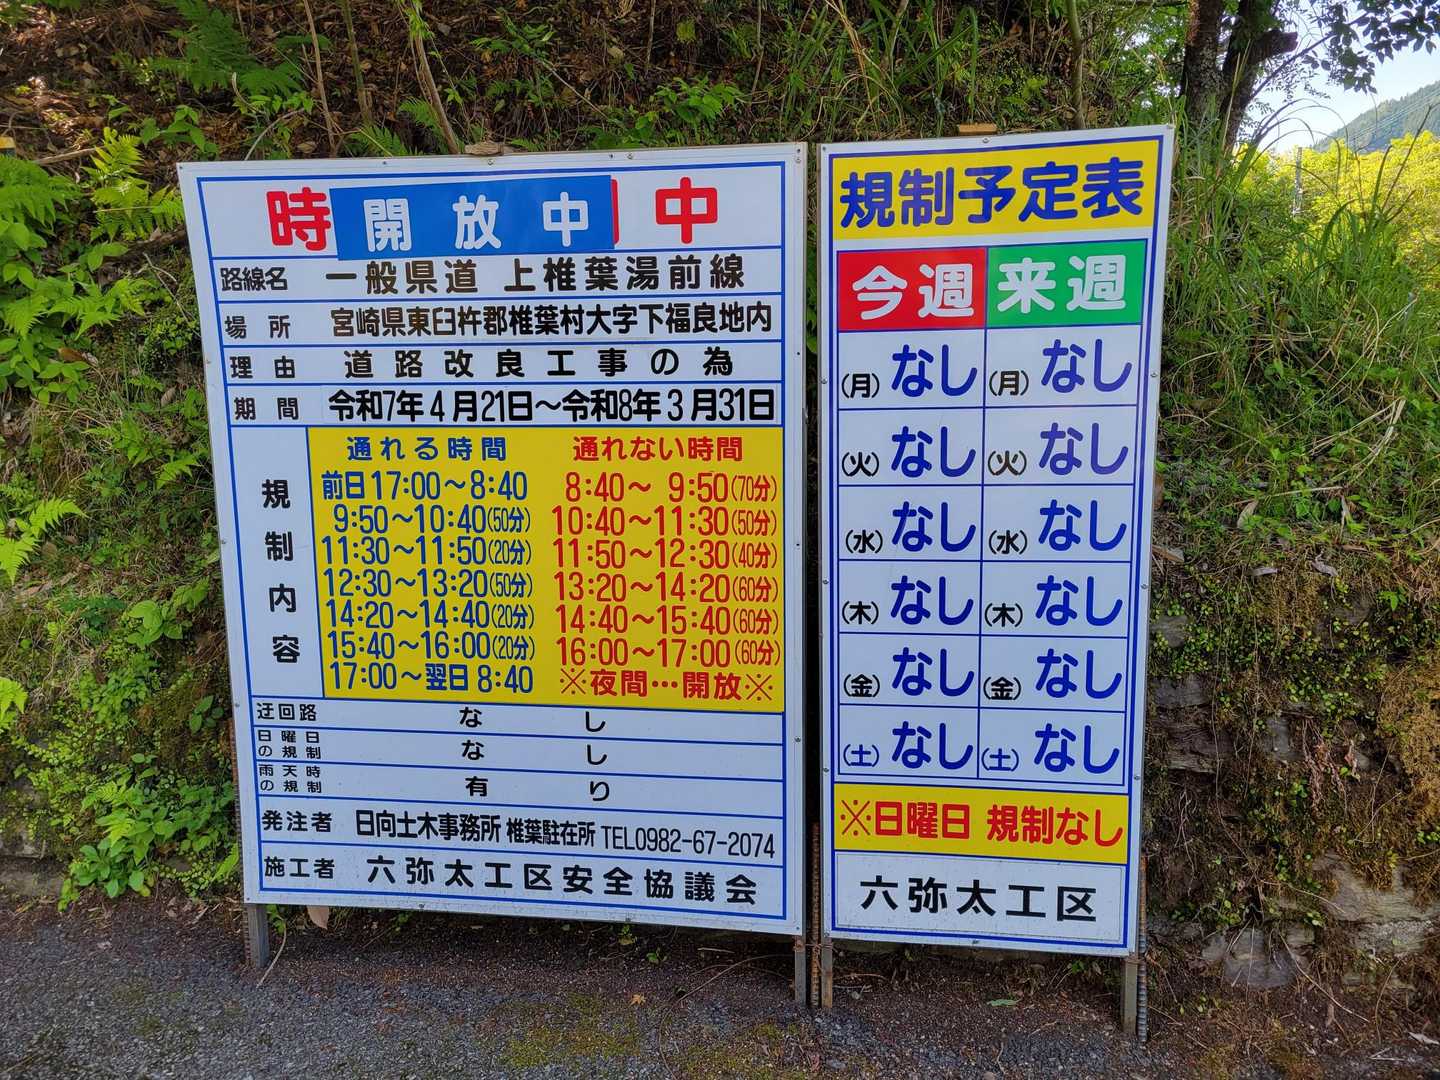 時 開放中 中
路線名 一般県道 上椎葉湯前線
場所 宮崎県東臼杵郡椎葉村大字下福良地内
理由 道路改良工事の為
期間 令和7年4月21日～令和8年3月31日
規制内容
通れる時間 通れない時間
前日17:00～8:40 8:40～9:50(70分)
9:50～10:40(50分) 10:40～11:30(50分)
11:30～11:50(20分) 11:50～12:30(40分)
12:30～13:20(50分) 13:20～14:20(60分)
14:20～14:40(20分) 14:40～15:40(60分)
15:40～16:00(20分) 16:00～17:00(60分)
17:00～翌日8:40 ※夜間…開放※
迂回路 なし
日曜日の規制 なし
雨天時の規制 有り
発注者 日向土木事務所 椎葉駐在所 TEL0982-67-2074
施工者 六弥太工区安全協議会
規制予定表
今週 来週
(月) なし (月) なし
(火) なし (火) なし
(水) なし (水) なし
(木) なし (木) なし
(金) なし (金) なし
(土) なし (土) なし
※日曜日 規制なし
六弥太工区